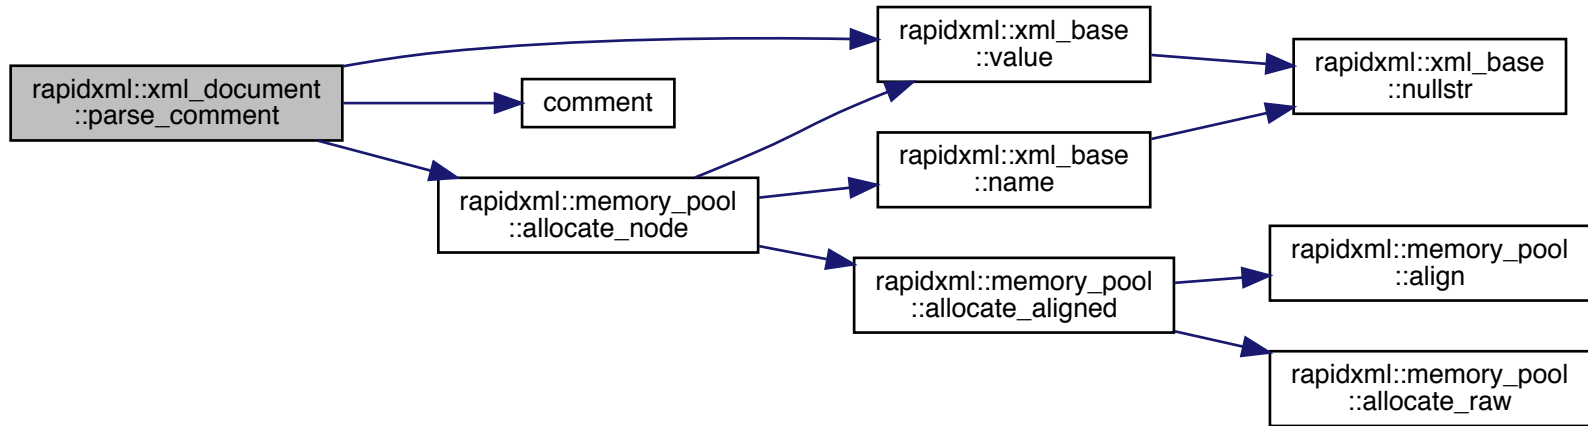 rapidxml::xml_document
::parse_comment
comment
rapidxml::memory_pool
::allocate_node
rapidxml::xml_base
::value
rapidxml::xml_base
::name
rapidxml::memory_pool
::allocate_aligned
rapidxml::xml_base
::nullstr
rapidxml::memory_pool
::align
rapidxml::memory_pool
::allocate_raw